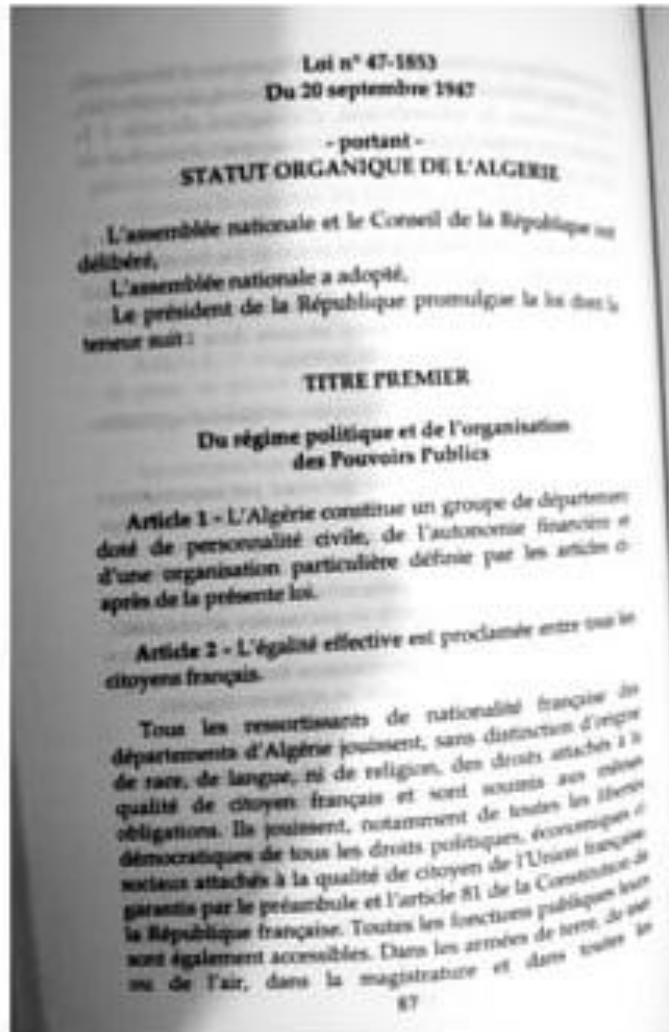 Loi n° 47-1853
Du 20 septembre 1947
- portant -
STATUT ORGANIQUE DE L'ALGERIE
L'assemblée nationale et le Conseil de la République ont
délibéré,
L'assemblée nationale a adopté,
Le président de la République promulgue la loi dont la
teneur suit :
TITRE PREMIER
Du régime politique et de l'organisation
des Pouvoirs Publics
Article 1 - L'Algérie constitue un groupe de départements
doté de personnalité civile, de l'autonomie financière et
d'une organisation particulière définie par les articles ci-
après de la présente loi.
Article 2 - L'égalité effective est proclamée entre tous les
citoyens français.
Tous les ressortissants de nationalité française des
départements d'Algérie jouissent, sans distinction d'origine
de race, de langue, ni de religion, des droits attachés à la
qualité de citoyen français et sont soumis aux mêmes
obligations. Ils jouissent, notamment de toutes les libertés
démocratiques de tous les droits politiques, économiques et
sociaux attachés à la qualité de citoyen de l'Union française
garantis par le préambule et l'article 81 de la Constitution de
la République française. Toutes les fonctions publiques leurs
sont également accessibles. Dans les armées de terre, de mer
ou de l'air, dans la magistrature et dans toutes les
67